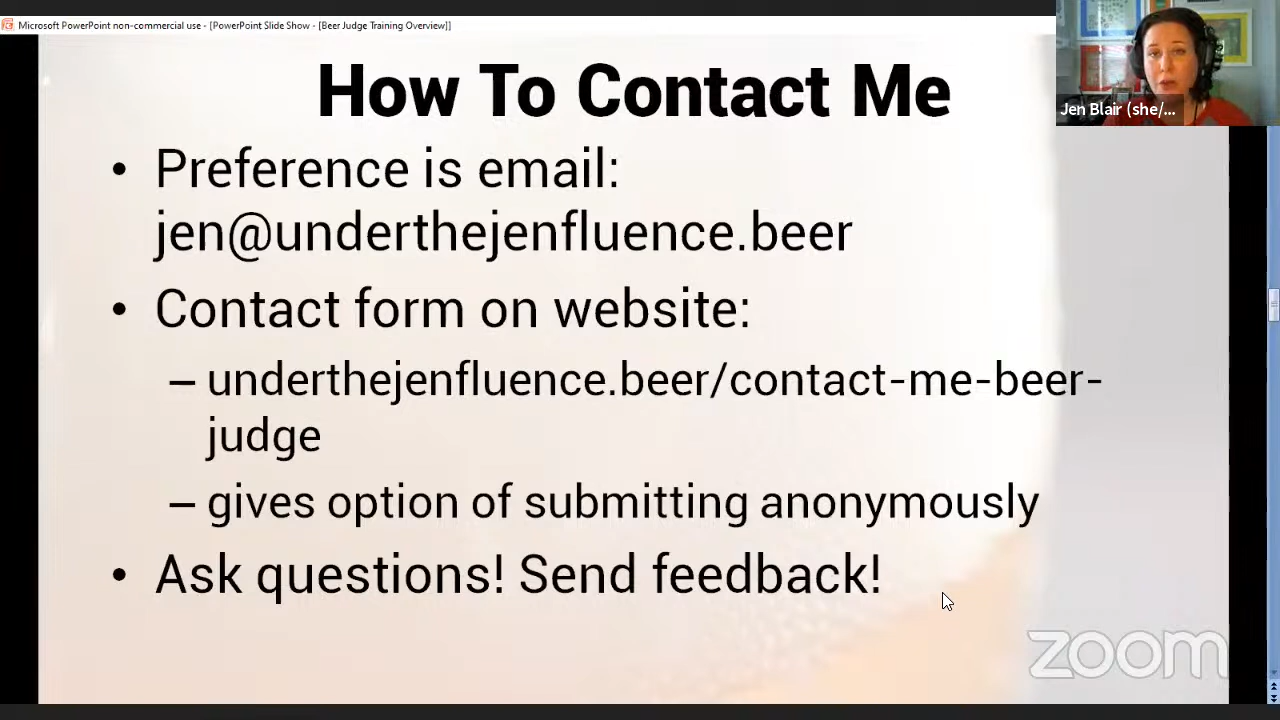 Microsoft PowerPoint non-commercial use - [PowerPoint Slide Show - [Beer Judge Training Overview]]
Jen Blair (she/...
How To Contact Me
• Preference is email:
jen@underthejenfluence.beer
• Contact form on website:
– underthejenfluence.beer/contact-me-beer-
judge
– gives option of submitting anonymously
• Ask questions! Send feedback!
zoom